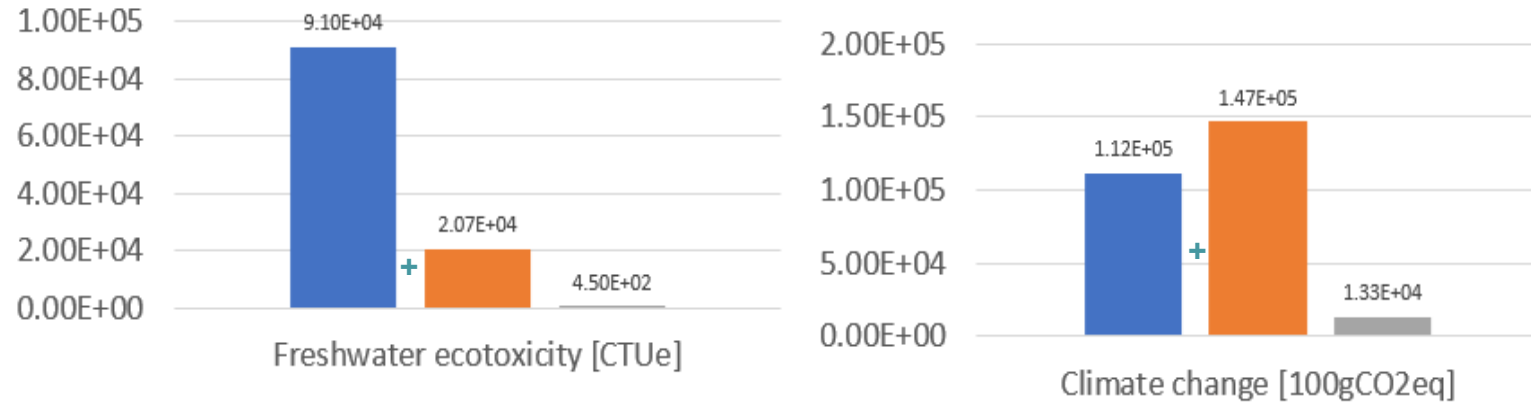 1.00E+05
9.10E+04
8.00E+04
6.00E+04
4.00E+04
2.07E+04
2.00E+04
+
4.50E+02
0.00E+00
Freshwater ecotoxicity [CTUe]
2.00E+05
1.47E+05
1.50E+05
1.12E+05
1.00E+05
+
5.00E+04
1.33E+04
0.00E+00
Climate change [100gCO2eq]